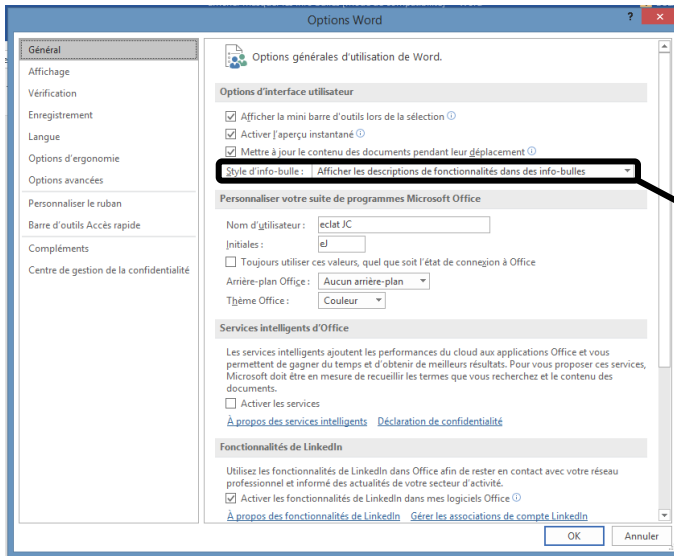 Options Word
?
Général
Affichage
Vérification
Enregistrement
Langue
Options d'ergonomie
Options avancées
Personnaliser le ruban
Barre d'outils Accès rapide
Compléments
Centre de gestion de la confidentialité
Options générales d'utilisation de Word.
Options d'interface utilisateur
Afficher la mini barre d'outils lors de la sélection
Activer l'aperçu instantané
Mettre à jour le contenu des documents pendant leur déplacement
Style d'info-bulle : Afficher les descriptions de fonctionnalités dans des info-bulles
Personnaliser votre suite de programmes Microsoft Office
Nom d'utilisateur : eclat JC
Initiales : eJ
Toujours utiliser ces valeurs, quel que soit l'état de connexion à Office
Arrière-plan Office : Aucun arrière-plan
Thème Office : Couleur
Services intelligents d'Office
Les services intelligents ajoutent les performances du cloud aux applications Office et vous
permettent de gagner du temps et d'obtenir de meilleurs résultats. Pour vous proposer ces services,
Microsoft doit être en mesure de recueillir les termes que vous recherchez et le contenu des
documents.
Activer les services
À propos des services intelligents Déclaration de confidentialité
Fonctionnalités de LinkedIn
Utilisez les fonctionnalités de LinkedIn dans Office afin de rester en contact avec votre réseau
professionnel et informé des actualités de votre secteur d'activité.
Activer les fonctionnalités de LinkedIn dans mes logiciels Office
À propos des fonctionnalités de LinkedIn Gérer les associations de compte LinkedIn
OK Annuler